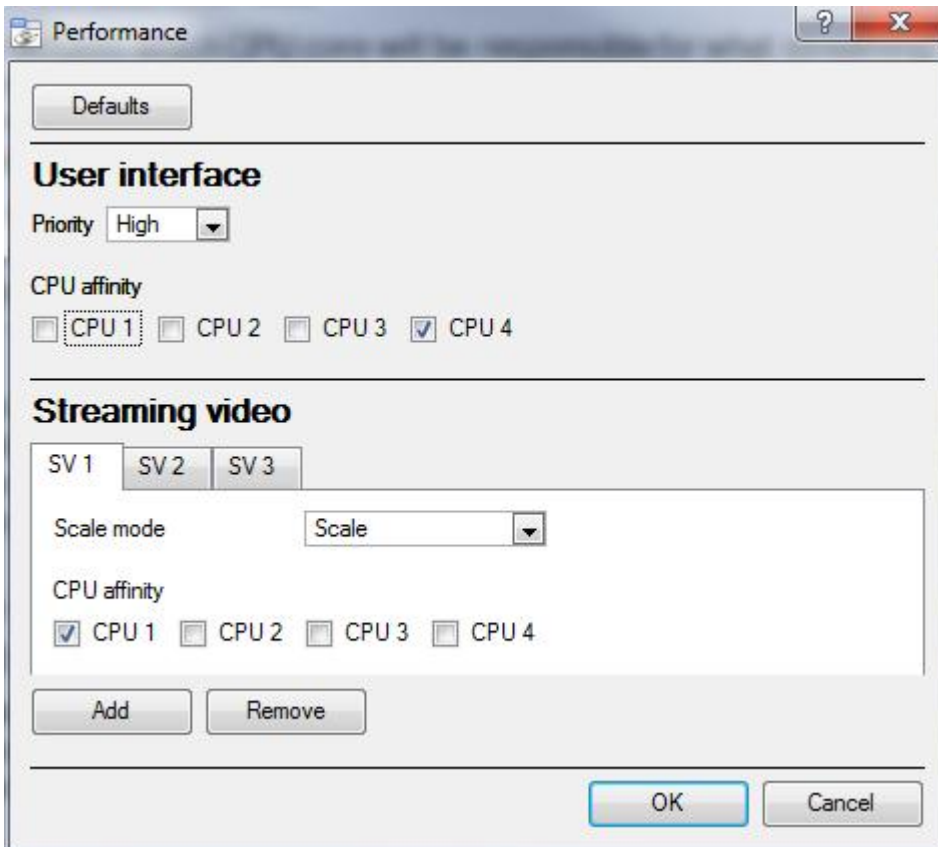 Performance
Defaults
User interface
Priority High
CPU affinity
CPU 1 CPU 2 CPU 3 CPU 4
Streaming video
SV 1 SV 2 SV 3
Scale mode Scale
CPU affinity
CPU 1 CPU 2 CPU 3 CPU 4
Add Remove
OK Cancel